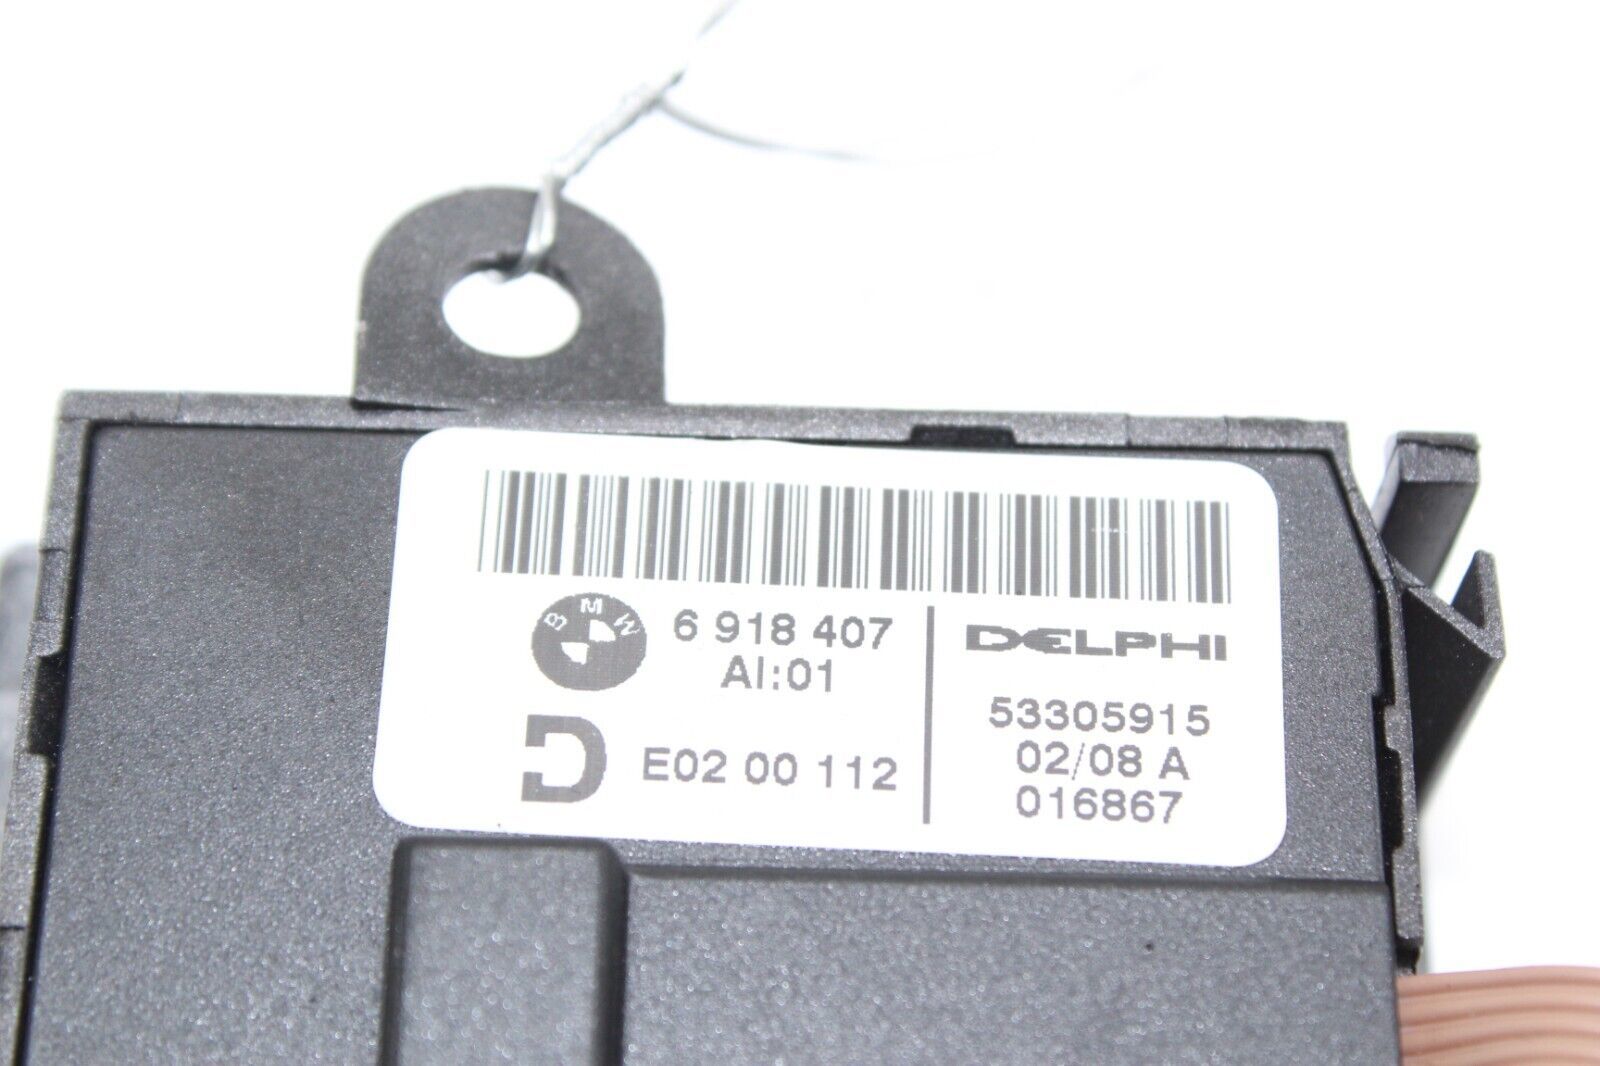 BMW
6 918 407
AI:01
D
E02 00 112
DELPHI
53305915
02/08 A
016867